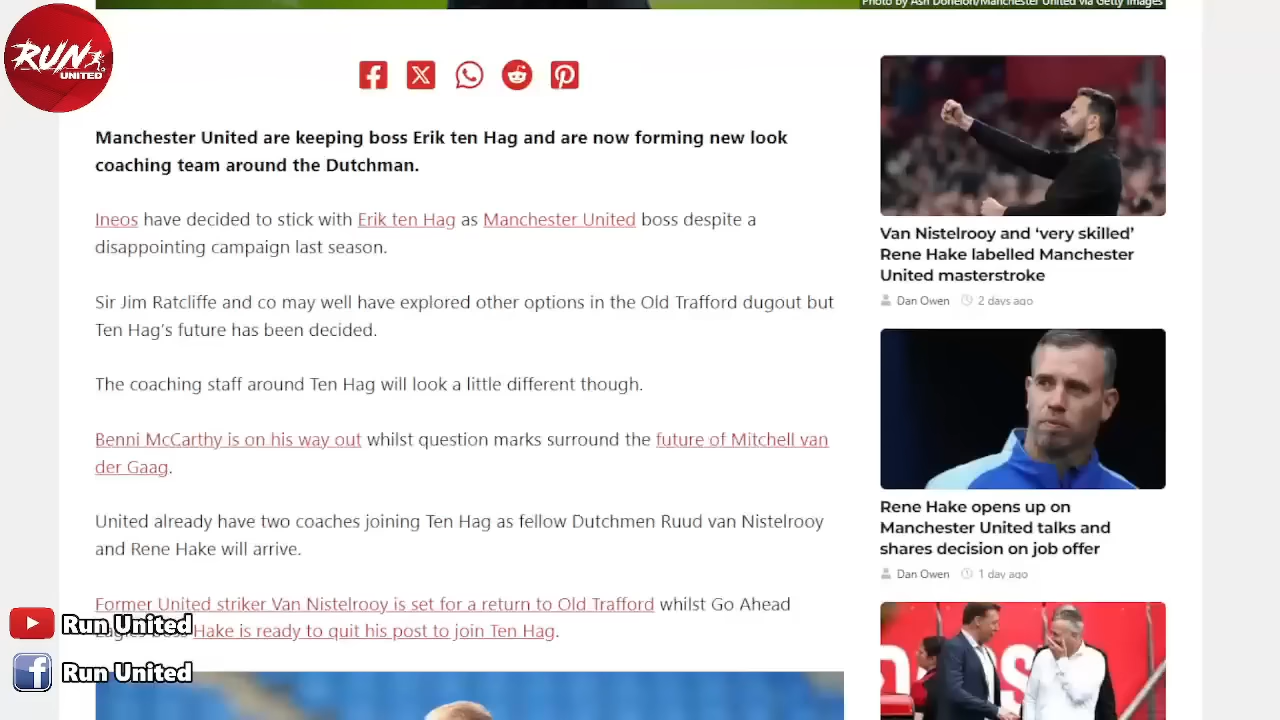 Photo by Ash Donelon/Manchester United via Getty Images
RUN
UNITED
Manchester United are keeping boss Erik ten Hag and are now forming new look
coaching team around the Dutchman.
Ineos have decided to stick with Erik ten Hag as Manchester United boss despite a
disappointing campaign last season.
Sir Jim Ratcliffe and co may well have explored other options in the Old Trafford dugout but
Ten Hag's future has been decided.
The coaching staff around Ten Hag will look a little different though.
Benni McCarthy is on his way out whilst question marks surround the future of Mitchell van
der Gaag.
United already have two coaches joining Ten Hag as fellow Dutchmen Ruud van Nistelrooy
and Rene Hake will arrive.
Former United striker Van Nistelrooy is set for a return to Old Trafford whilst Go Ahead
Eagles boss Hake is ready to quit his post to join Ten Hag.
Run United
Run United
Van Nistelrooy and ‘very skilled’
Rene Hake labelled Manchester
United masterstroke
Dan Owen 2 days ago
Rene Hake opens up on
Manchester United talks and
shares decision on job offer
Dan Owen 1 day ago